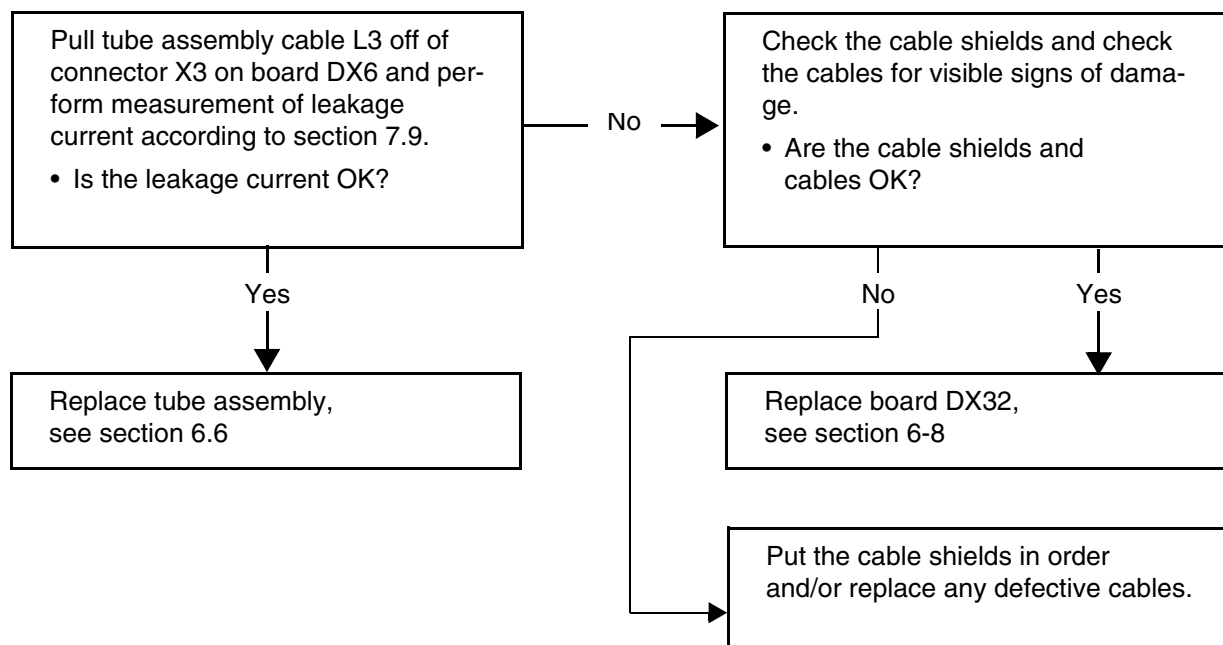 Pull tube assembly cable L3 off of
connector X3 on board DX6 and per-
form measurement of leakage
current according to section 7.9.
• Is the leakage current OK?
No
Check the cable shields and check
the cables for visible signs of dama-
ge.
• Are the cable shields and
cables OK?
Yes
No
Yes
Replace tube assembly,
see section 6.6
Replace board DX32,
see section 6-8
Put the cable shields in order
and/or replace any defective cables.